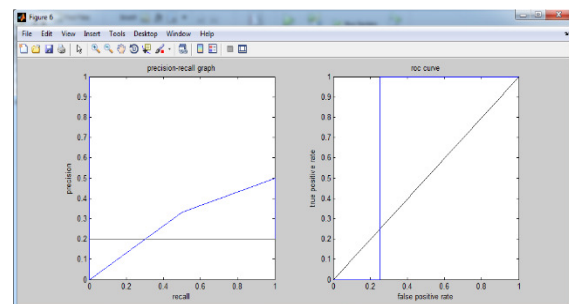 Figure 6
File Edit View Insert Tools Desktop Window Help
precision-recall graph
1
0.9
0.8
0.7
0.6
0.5
0.4
0.3
0.2
0.1
0
precision
0 0.2 0.4 0.6 0.8 1
recall
roc curve
1
0.9
0.8
0.7
0.6
0.5
0.4
0.3
0.2
0.1
0
true positive rate
0 0.2 0.4 0.6 0.8 1
false positive rate